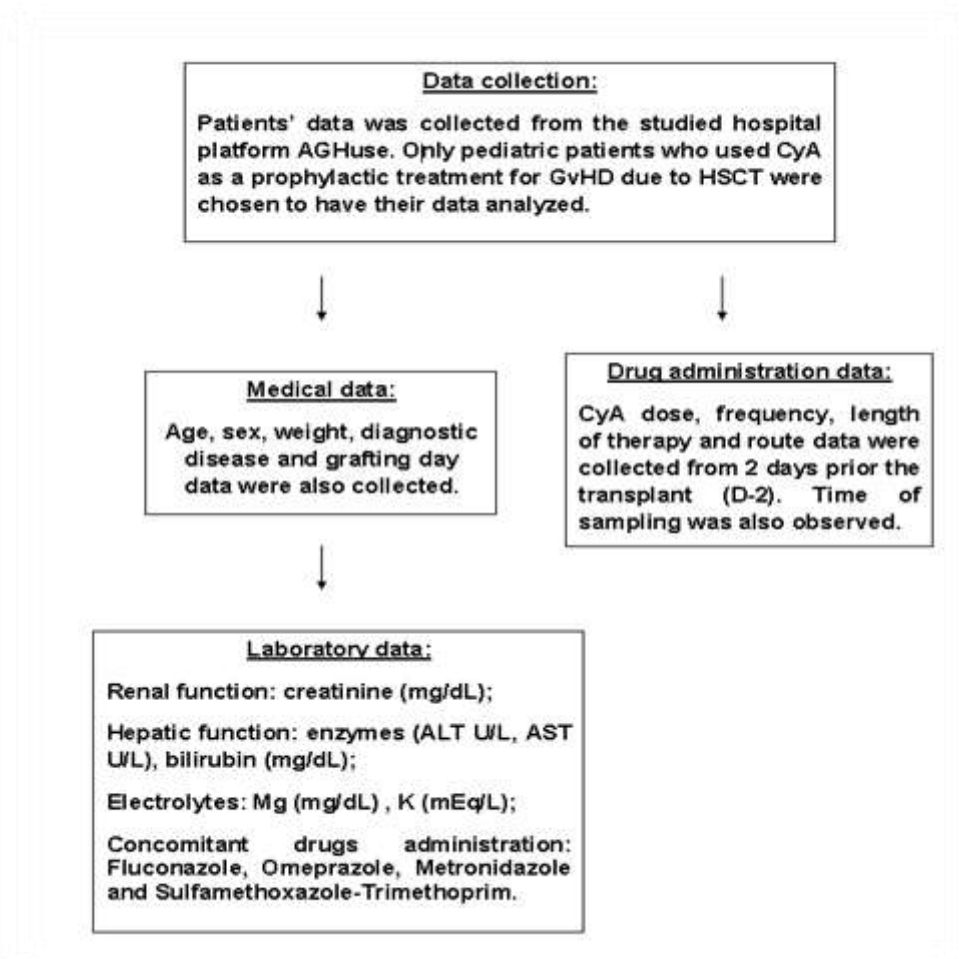 Data collection:
Patients' data was collected from the studied hospital
platform AGHuse. Only pediatric patients who used CyA
as a prophylactic treatment for GvHD due to HSCT were
chosen to have their data analyzed.
Medical data:
Age, sex, weight, diagnostic
disease and grafting day
data were also collected.
Drug administration data:
CyA dose, frequency, length
of therapy and route data were
collected from 2 days prior the
transplant (D-2). Time of
sampling was also observed.
Laboratory data:
Renal function: creatinine (mg/dL);
Hepatic function: enzymes (ALT U/L, AST
U/L), bilirubin (mg/dL);
Electrolytes: Mg (mg/dL) , K (mEq/L);
Concomitant drugs administration:
Fluconazole, Omeprazole, Metronidazole
and Sulfamethoxazole-Trimethoprim.